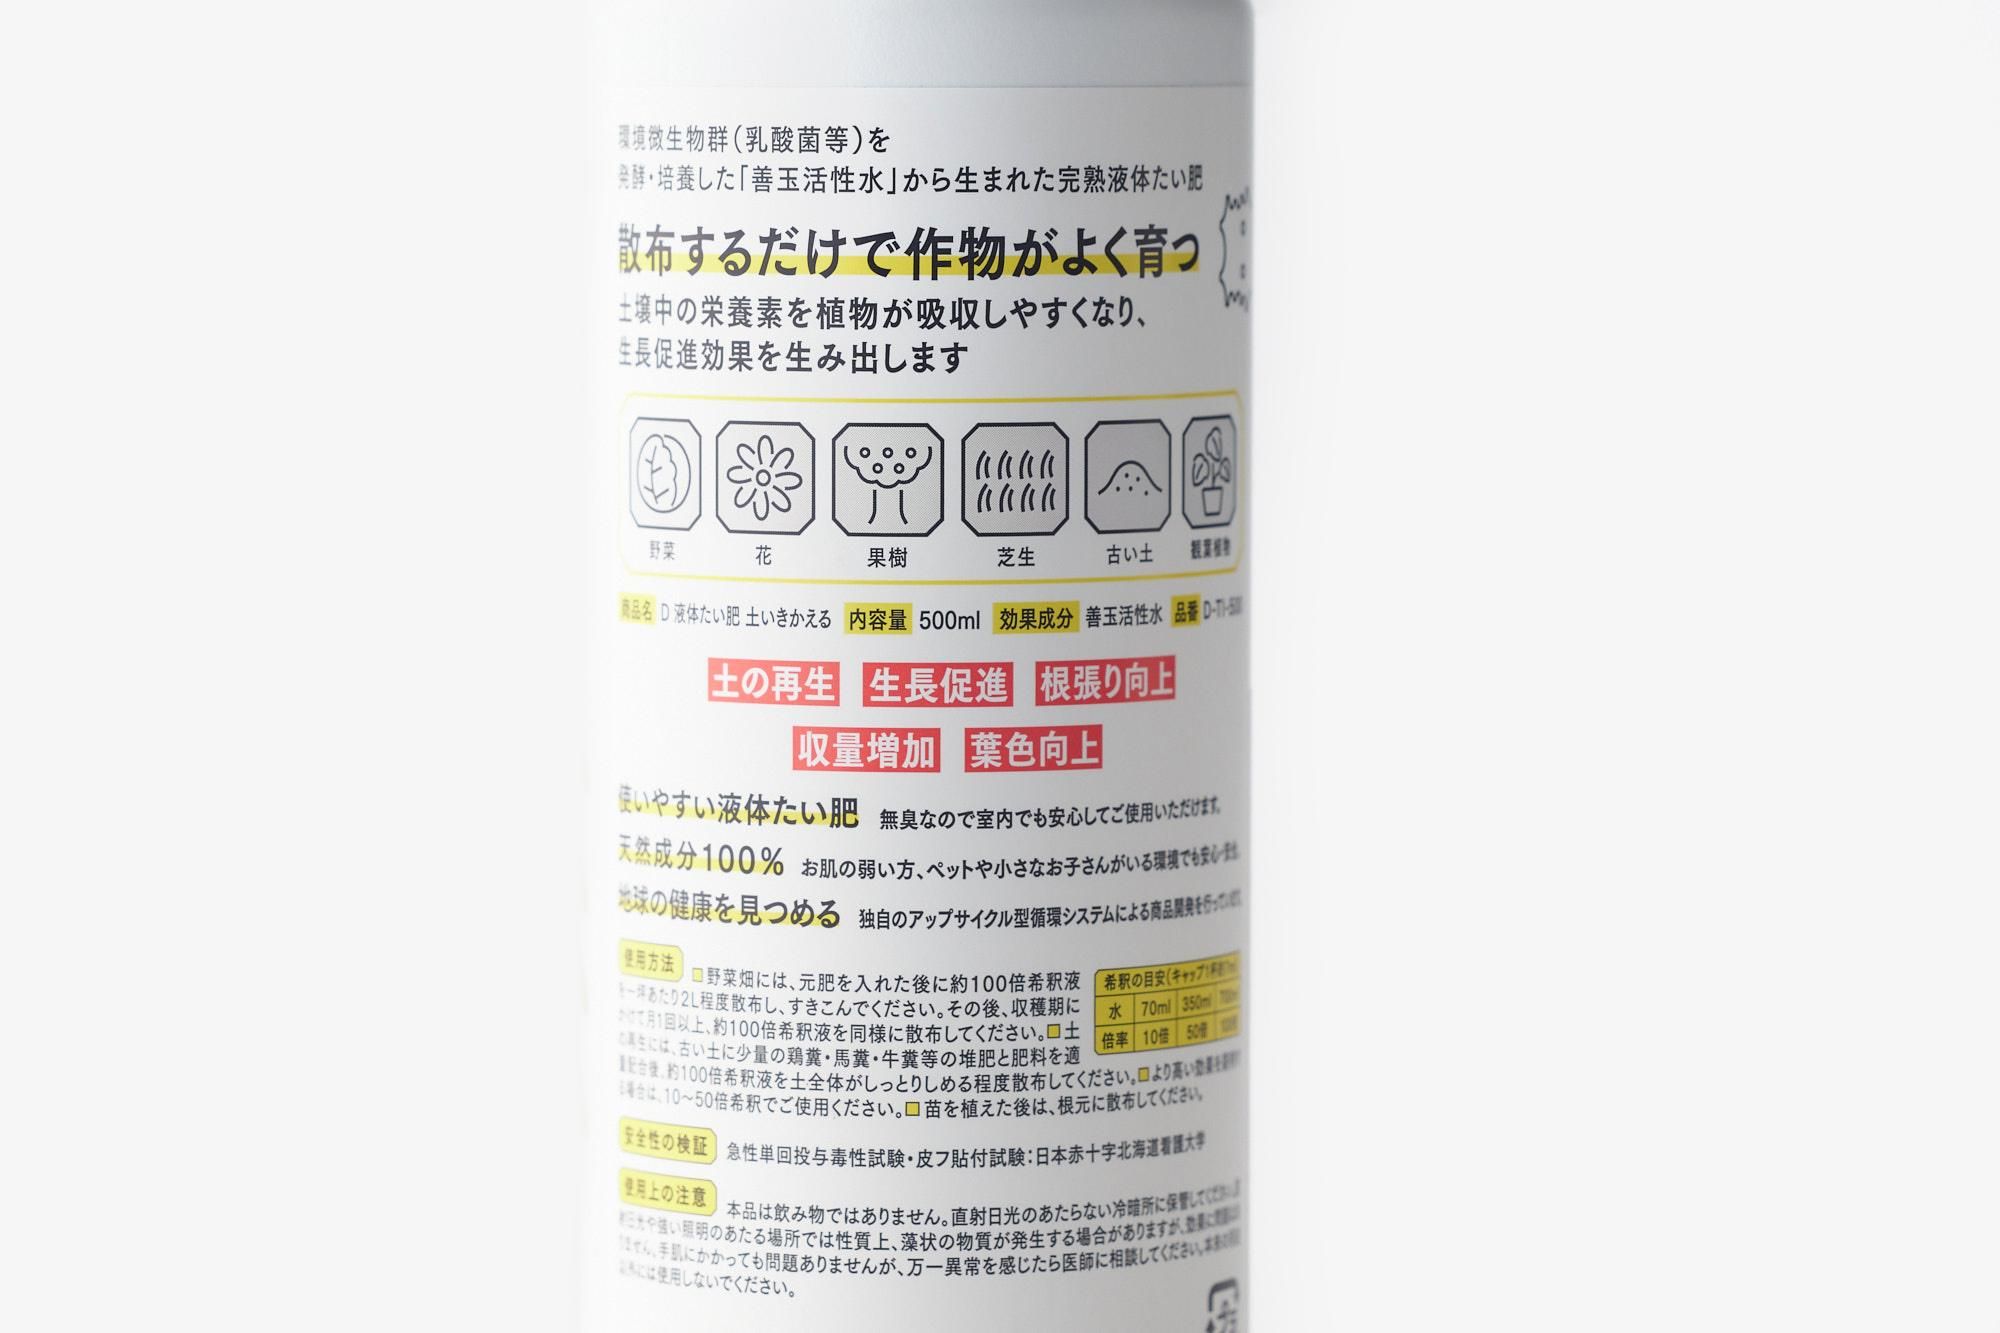 環境微生物群（乳酸菌等）を
発酵・培養した「善玉活性水」から生まれた完熟液体たい肥
散布するだけで作物がよく育つ
土壌中の栄養素を植物が吸収しやすくなり、
生長促進効果を生み出します
野菜 花 果樹 芝生 古い土 観葉植物
商品名 D 液体たい肥 土いきかえる 内容量 500ml 効果成分 善玉活性水 品番 D-TI-500
土の再生 生長促進 根張り向上
収量増加 葉色向上
使いやすい液体たい肥 無臭なので室内でも安心してご使用いただけます。
天然成分100% お肌の弱い方、ペットや小さなお子さんがいる環境でも安心・安全。
地球の健康を見つめる 独自のアップサイクル型循環システムによる商品開発を行っています。
使用方法 野菜畑には、元肥を入れた後に約100倍希釈液
を一坪あたり2L程度散布し、すきこんでください。その後、収穫期に
かけて月1回以上、約100倍希釈液を同様に散布してください。土
の再生には、古い土に少量の鶏糞・馬糞・牛糞等の堆肥と肥料を適
量配合後、約100倍希釈液を土全体がしっとりしめる程度散布してください。より高い効果を
場合は、10～50倍希釈でご使用ください。苗を植えた後は、根元に散布してください。
希釈の目安（キャップ1杯
水 70ml 350ml 700ml
倍率 10倍 50倍 100倍
安全性の検証 急性単回投与毒性試験・皮フ貼付試験：日本赤十字北海道看護大学
使用上の注意 本品は飲み物ではありません。直射日光のあたらない冷暗所に保管してください。
射日光や強い照明のあたる場所では性質上、藻状の物質が発生する場合がありますが、効果に問題は
ません。手肌にかかっても問題ありませんが、万一異常を感じたら医師に相談してください。
以外には使用しないでください。